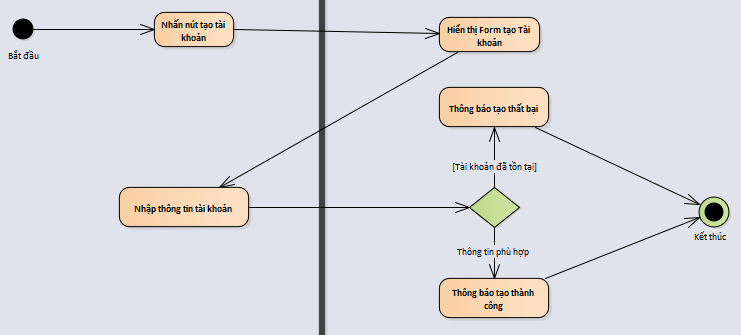 Nhấn nút tạo tài
khoản
Hiển thị Form tạo Tài
khoản
Bắt đầu
Thông báo tạo thất bại
[Tài khoản đã tồn tại]
Nhập thông tin tài khoản
Kết thúc
Thông tin phù hợp
Thông báo tạo thành
công